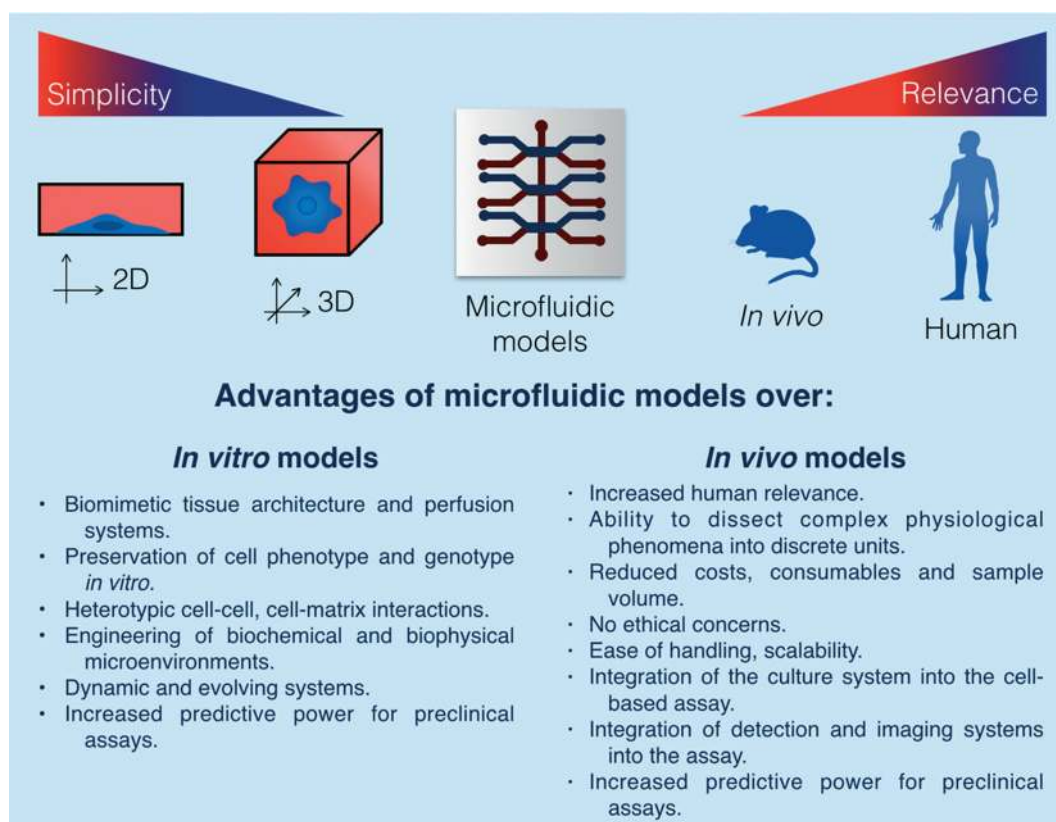 Simplicity
Relevance
2D
3D
Microfluidic
models
In vivo
Human
Advantages of microfluidic models over:
In vitro models
• Biomimetic tissue architecture and perfusion
systems.
• Preservation of cell phenotype and genotype
in vitro.
• Heterotypic cell-cell, cell-matrix interactions.
• Engineering of biochemical and biophysical
microenvironments.
• Dynamic and evolving systems.
• Increased predictive power for preclinical
assays.
In vivo models
· Increased human relevance.
· Ability to dissect complex physiological
phenomena into discrete units.
· Reduced costs, consumables and sample
volume.
· No ethical concerns.
· Ease of handling, scalability.
· Integration of the culture system into the cell-
based assay.
· Integration of detection and imaging systems
into the assay.
· Increased predictive power for preclinical
assays.